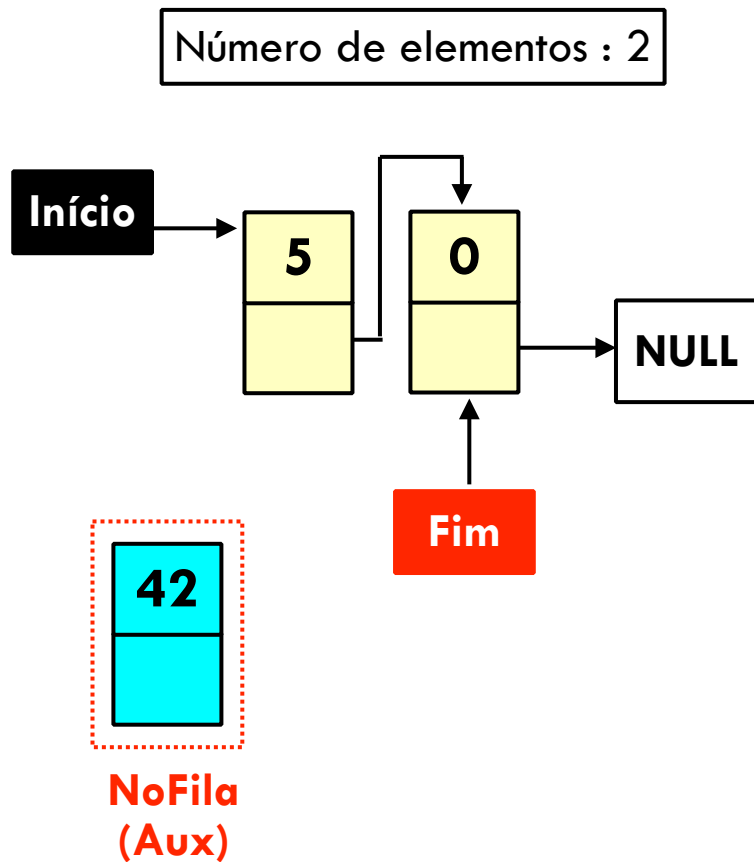 Número de elementos : 2
Início
5
0
NULL
Fim
42
NoFila
(Aux)